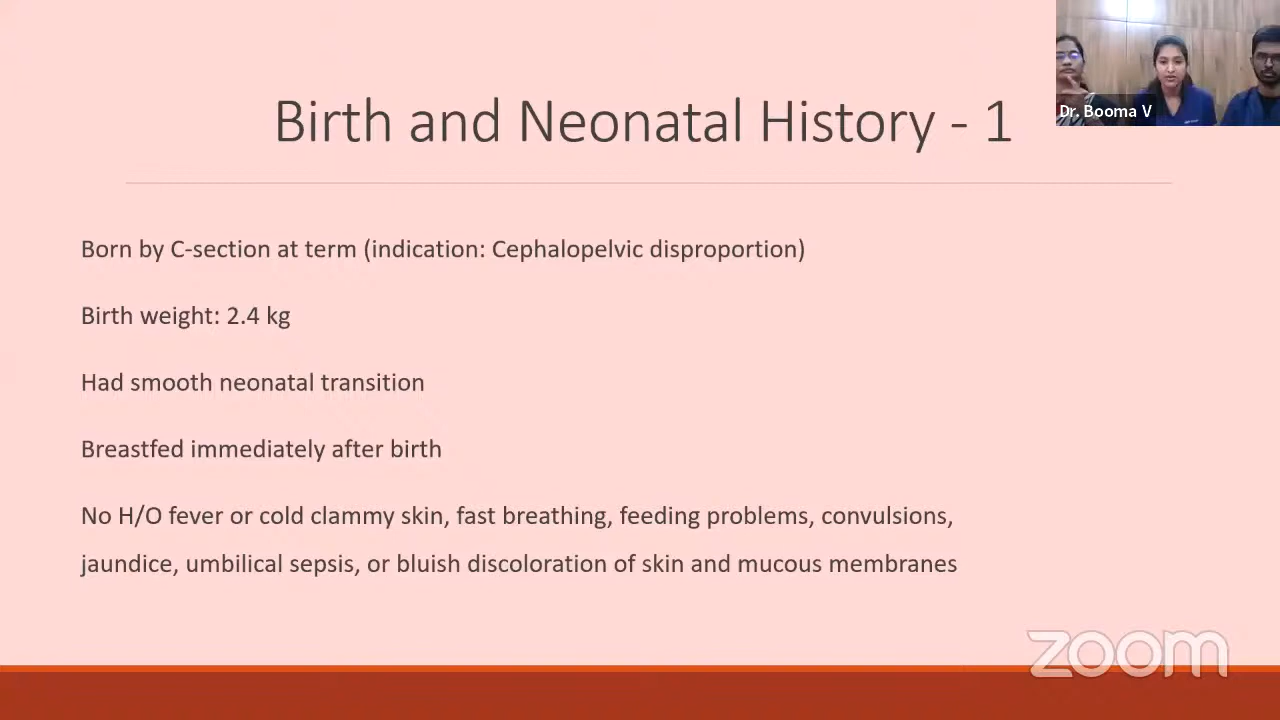 Birth and Neonatal History - 1
Dr. Booma V
Born by C-section at term (indication: Cephalopelvic disproportion)
Birth weight: 2.4 kg
Had smooth neonatal transition
Breastfed immediately after birth
No H/O fever or cold clammy skin, fast breathing, feeding problems, convulsions,
jaundice, umbilical sepsis, or bluish discoloration of skin and mucous membranes
zoom